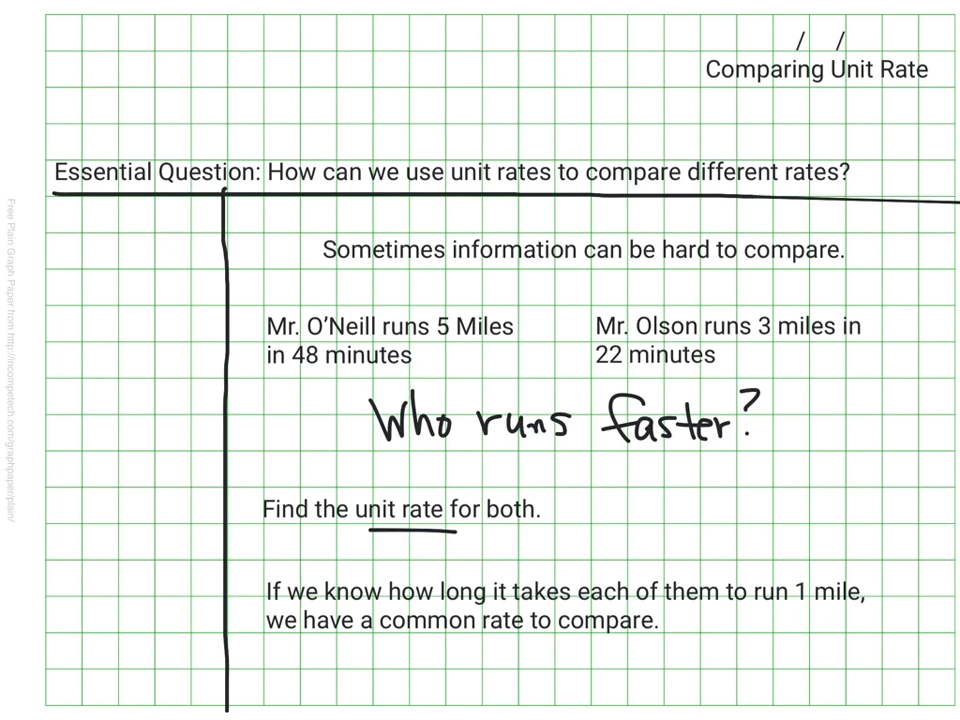 / /
Comparing Unit Rate
Essential Question: How can we use unit rates to compare different rates?
Sometimes information can be hard to compare.
Mr. O’Neill runs 5 Miles
in 48 minutes
Mr. Olson runs 3 miles in
22 minutes
Who runs faster?
Find the unit rate for both.
If we know how long it takes each of them to run 1 mile,
we have a common rate to compare.
Free Plain Graph Paper from http://incompetech.com/graphpaper/plain/